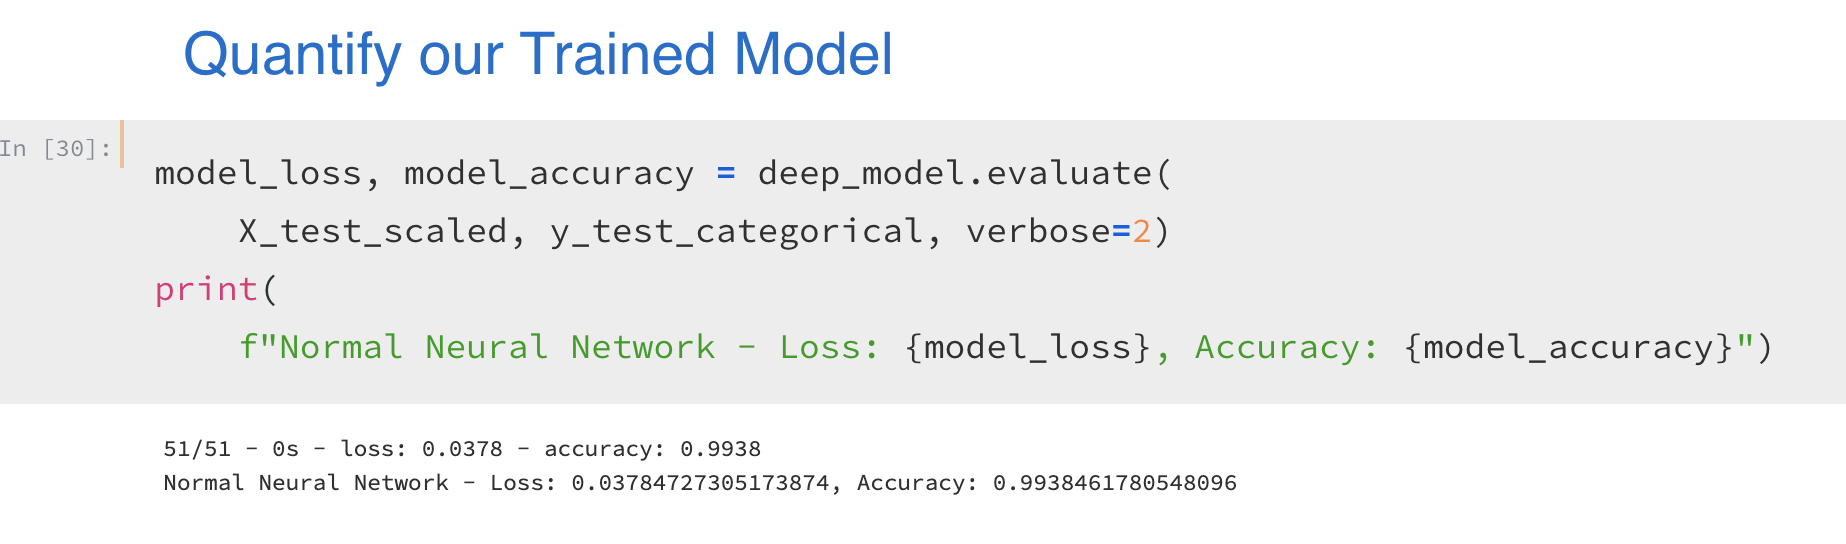 Quantify our Trained Model
In [30]:
model_loss, model_accuracy = deep_model.evaluate(
    X_test_scaled, y_test_categorical, verbose=2)
print(
    f"Normal Neural Network - Loss: {model_loss}, Accuracy: {model_accuracy}")
51/51 - 0s - loss: 0.0378 - accuracy: 0.9938
Normal Neural Network - Loss: 0.03784727305173874, Accuracy: 0.9938461780548096